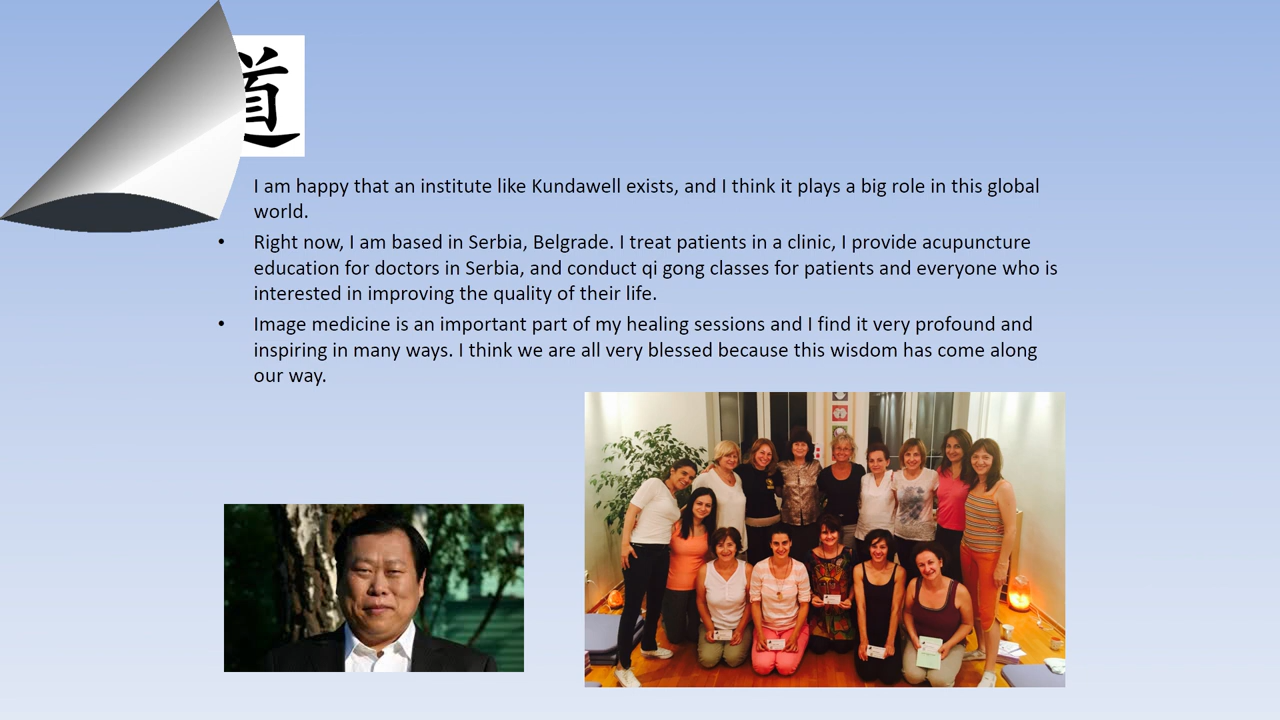 道
I am happy that an institute like Kundawell exists, and I think it plays a big role in this global
world.
• Right now, I am based in Serbia, Belgrade. I treat patients in a clinic, I provide acupuncture
education for doctors in Serbia, and conduct qi gong classes for patients and everyone who is
interested in improving the quality of their life.
• Image medicine is an important part of my healing sessions and I find it very profound and
inspiring in many ways. I think we are all very blessed because this wisdom has come along
our way.